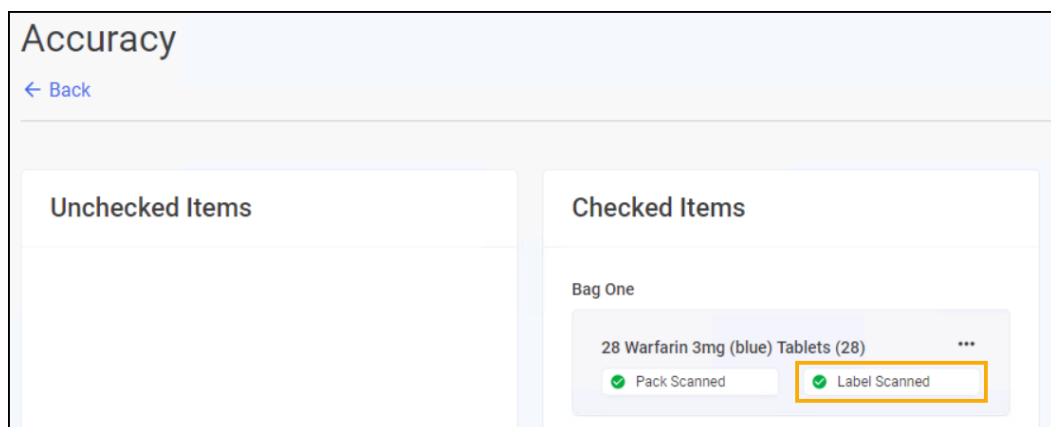 Accuracy
← Back
Unchecked Items
Checked Items
Bag One
28 Warfarin 3mg (blue) Tablets (28)
Pack Scanned
Label Scanned